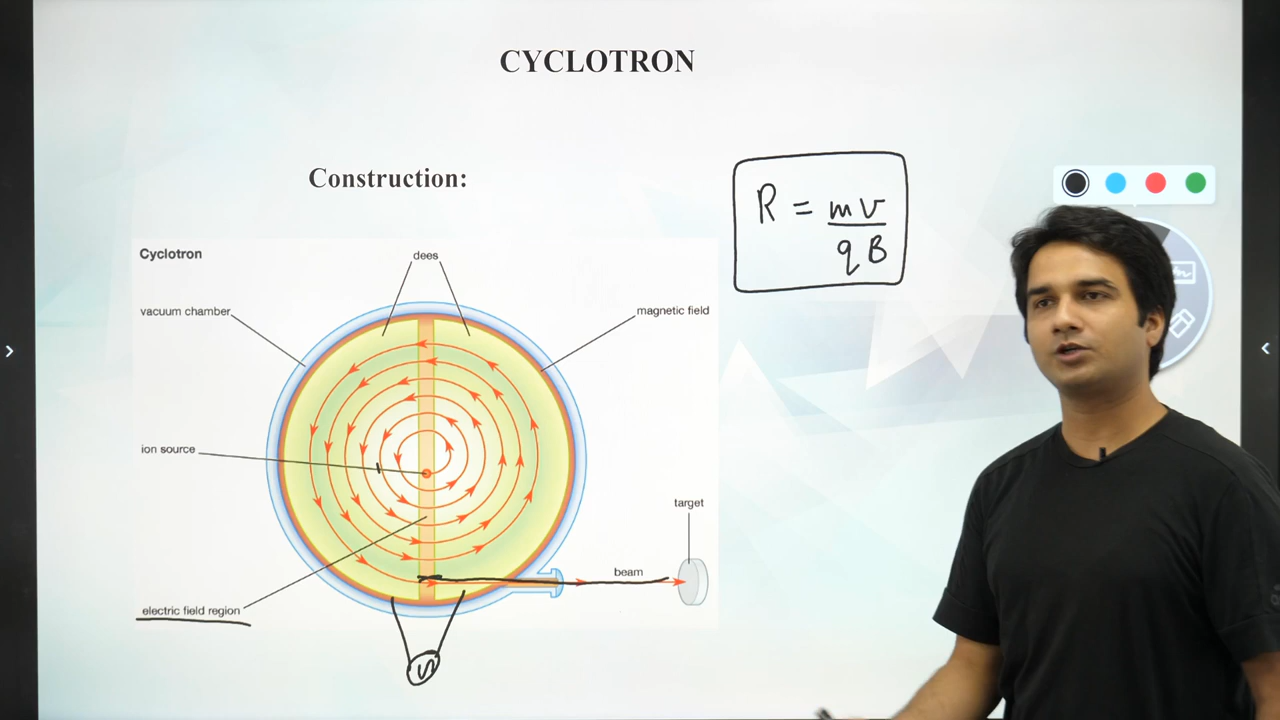 CYCLOTRON
Construction:
R = mv
qB
Cyclotron
dees
vacuum chamber
magnetic field
ion source
target
beam
electric field region